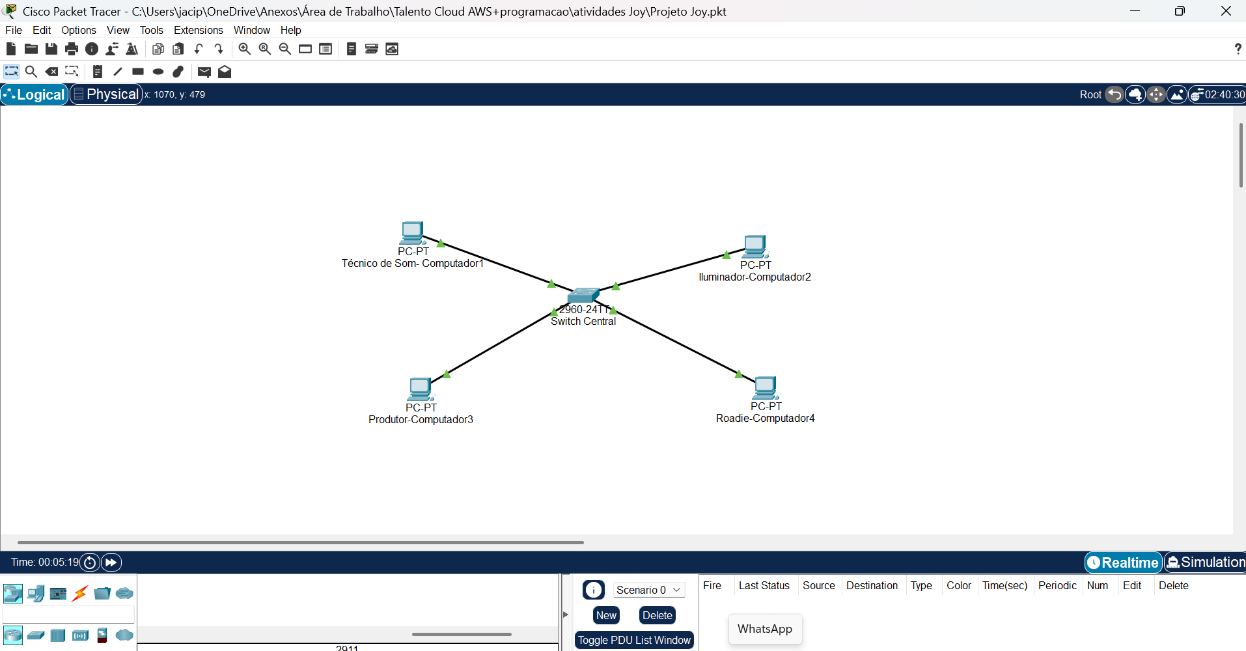 Cisco Packet Tracer - C:\Users\jacip\OneDrive\Anexos\Área de Trabalho\Talento Cloud AWS+programacao\atividades Joy\Projeto Joy.pkt
File Edit Options View Tools Extensions Window Help
?
Logical Physical x: 1070, y: 479 Root 02:40:30
PC-PT
Técnico de Som- Computador1
PC-PT
Iluminador-Computador2
2960-24TT
Switch Central
PC-PT
Produtor-Computador3
PC-PT
Roadie-Computador4
Time: 00:05:19 Realtime Simulation
Scenario 0 Fire Last Status Source Destination Type Color Time(sec) Periodic Num Edit Delete
New Delete
WhatsApp
Toggle PDU List Window
2911